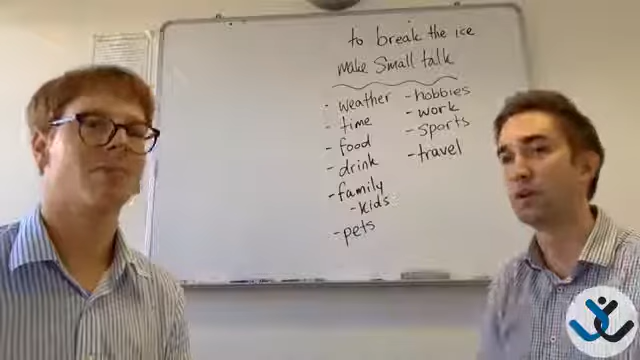 to break the ice
make Small talk
- weather
- time
- food
- drink
- family
- kids
- pets
- hobbies
- work
- sports
- travel